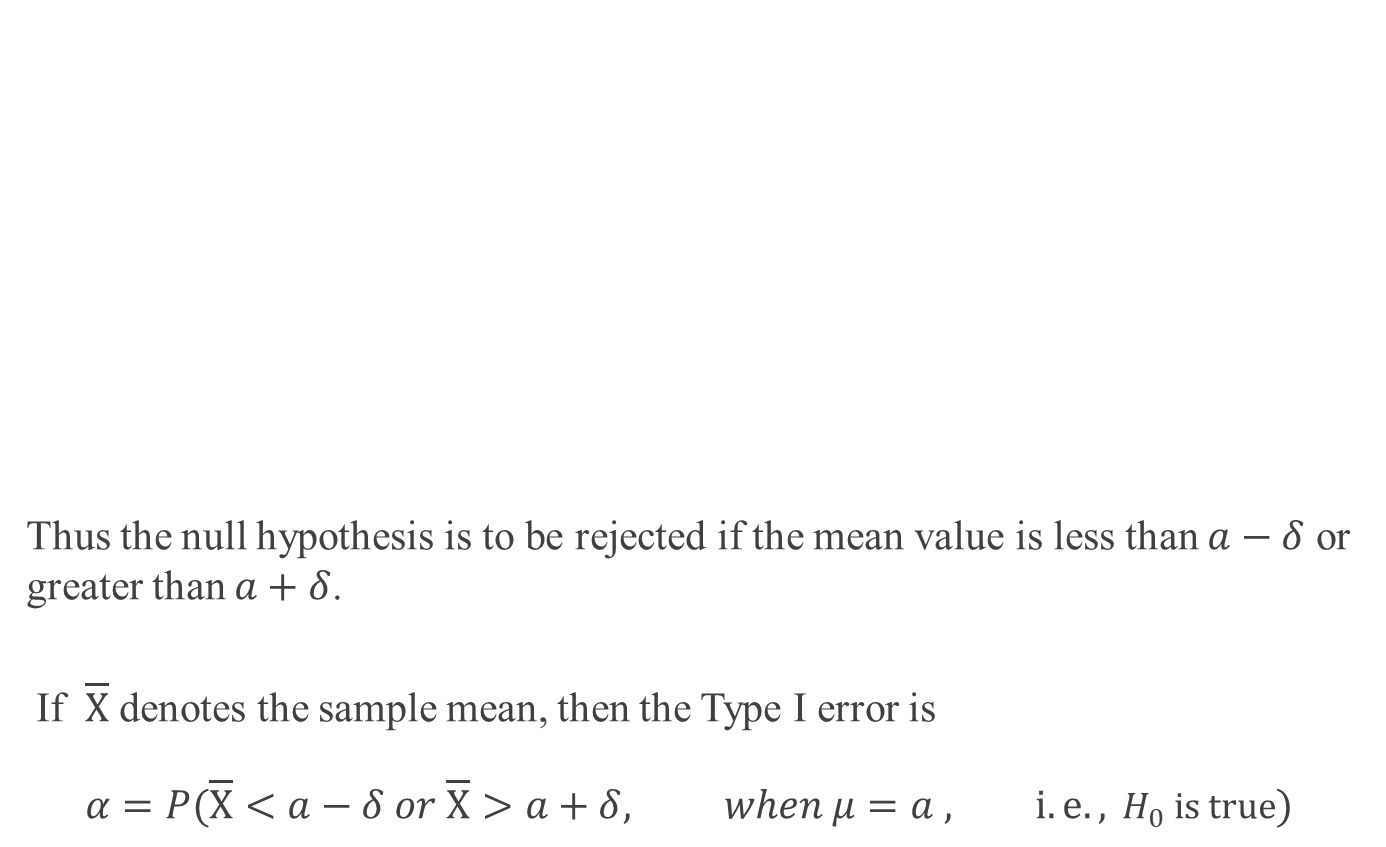 Thus the null hypothesis is to be rejected if the mean value is less than 𝑎 − 𝛿 or
greater than 𝑎 + 𝛿.
If X̅ denotes the sample mean, then the Type I error is
𝛼 = 𝑃(X̅ < 𝑎 − 𝛿 𝑜𝑟 X̅ > 𝑎 + 𝛿, 𝑤ℎ𝑒𝑛 𝜇 = 𝑎 , i. e. , 𝐻₀ is true)